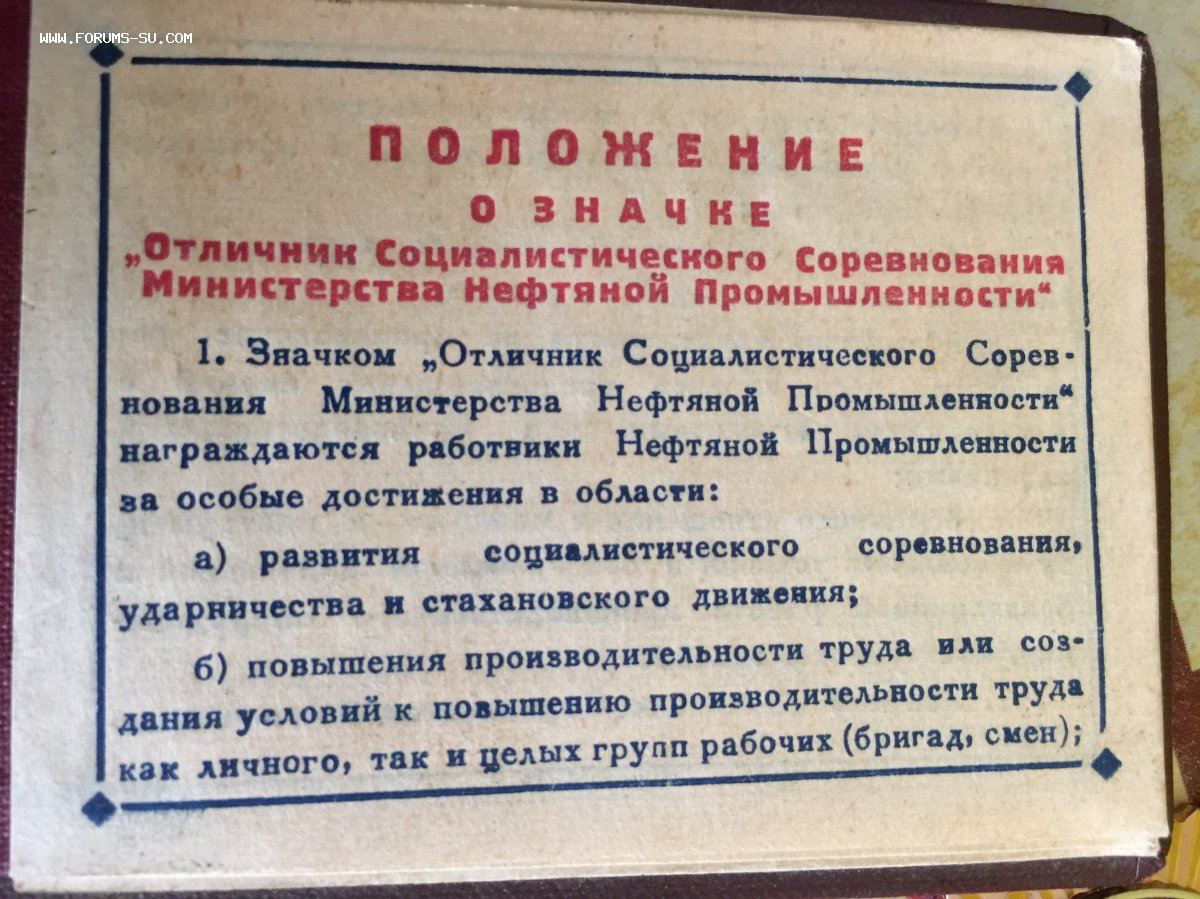 WWW.FORUMS-SU.COM
ПОЛОЖЕНИЕ
О ЗНАЧКЕ
„Отличник Социалистического Соревнования
Министерства Нефтяной Промышленности“
1. Значком „Отличник Социалистического Сорев-
нования Министерства Нефтяной Промышленности“
награждаются работники Нефтяной Промышленности
за особые достижения в области:
а) развития социалистического соревнования,
ударничества и стахановского движения;
б) повышения производительности труда или соз-
дания условий к повышению производительности труда
как личного, так и целых групп рабочих (бригад, смен);